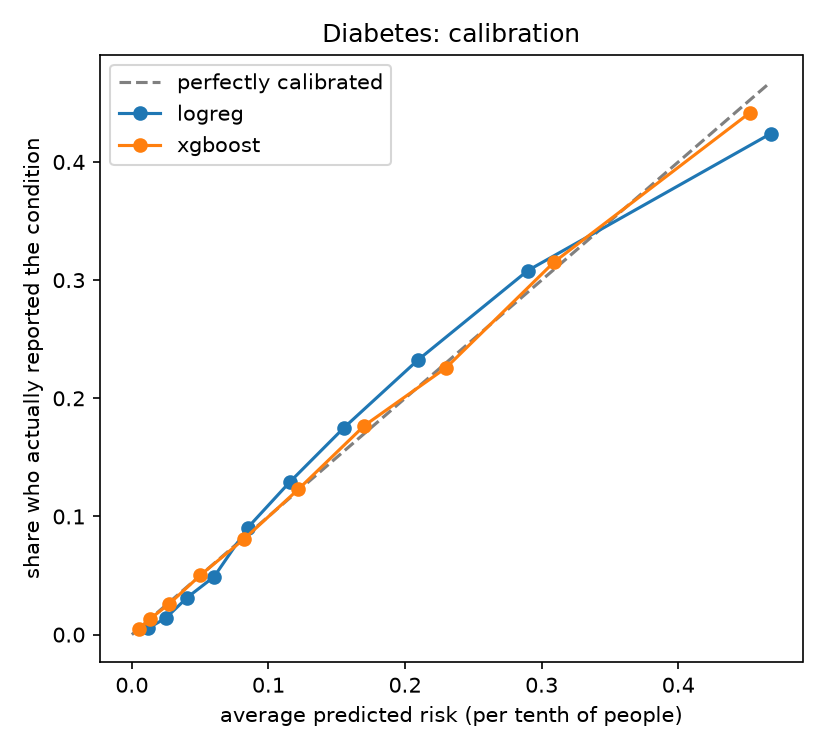 Diabetes: calibration
perfectly calibrated
logreg
xgboost
share who actually reported the condition
0.4
0.3
0.2
0.1
0.0
0.0 0.1 0.2 0.3 0.4
average predicted risk (per tenth of people)